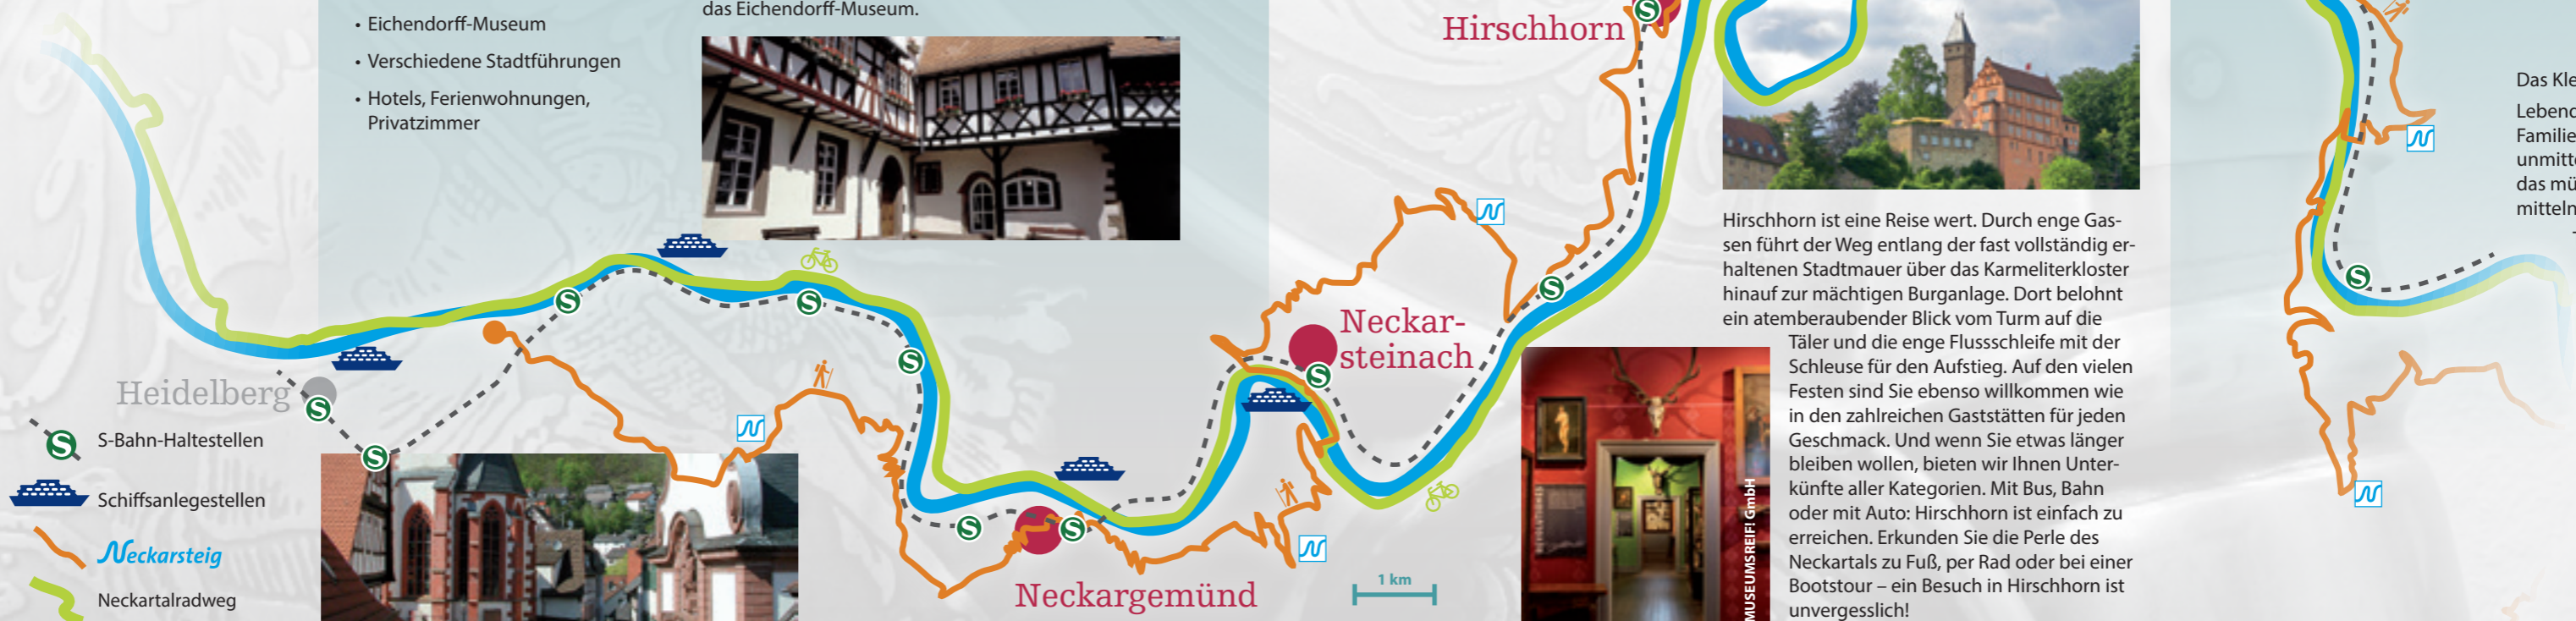 • Eichendorff-Museum
• Verschiedene Stadtführungen
• Hotels, Ferienwohnungen,
Privatzimmer
das Eichendorff-Museum.
Hirschhorn
Neckar-
steinach
Heidelberg
Neckargemünd
1 km
S
S-Bahn-Haltestellen
Schiffsanlegestellen
Neckarsteig
Neckartalradweg
S
S
S
S
S
S
S
S
S
S
S
MUSEUMSREIF! GmbH
Hirschhorn ist eine Reise wert. Durch enge Gas-
sen führt der Weg entlang der fast vollständig er-
haltenen Stadtmauer über das Karmeliterkloster
hinauf zur mächtigen Burganlage. Dort belohnt
ein atemberaubender Blick vom Turm auf die
Täler und die enge Flussschleife mit der
Schleuse für den Aufstieg. Auf den vielen
Festen sind Sie ebenso willkommen wie
in den zahlreichen Gaststätten für jeden
Geschmack. Und wenn Sie etwas länger
bleiben wollen, bieten wir Ihnen Unter-
künfte aller Kategorien. Mit Bus, Bahn
oder mit Auto: Hirschhorn ist einfach zu
erreichen. Erkunden Sie die Perle des
Neckartals zu Fuß, per Rad oder bei einer
Bootstour – ein Besuch in Hirschhorn ist
unvergesslich!
Das Kle
Lebend
Familie
unmitte
das mü
mitteln